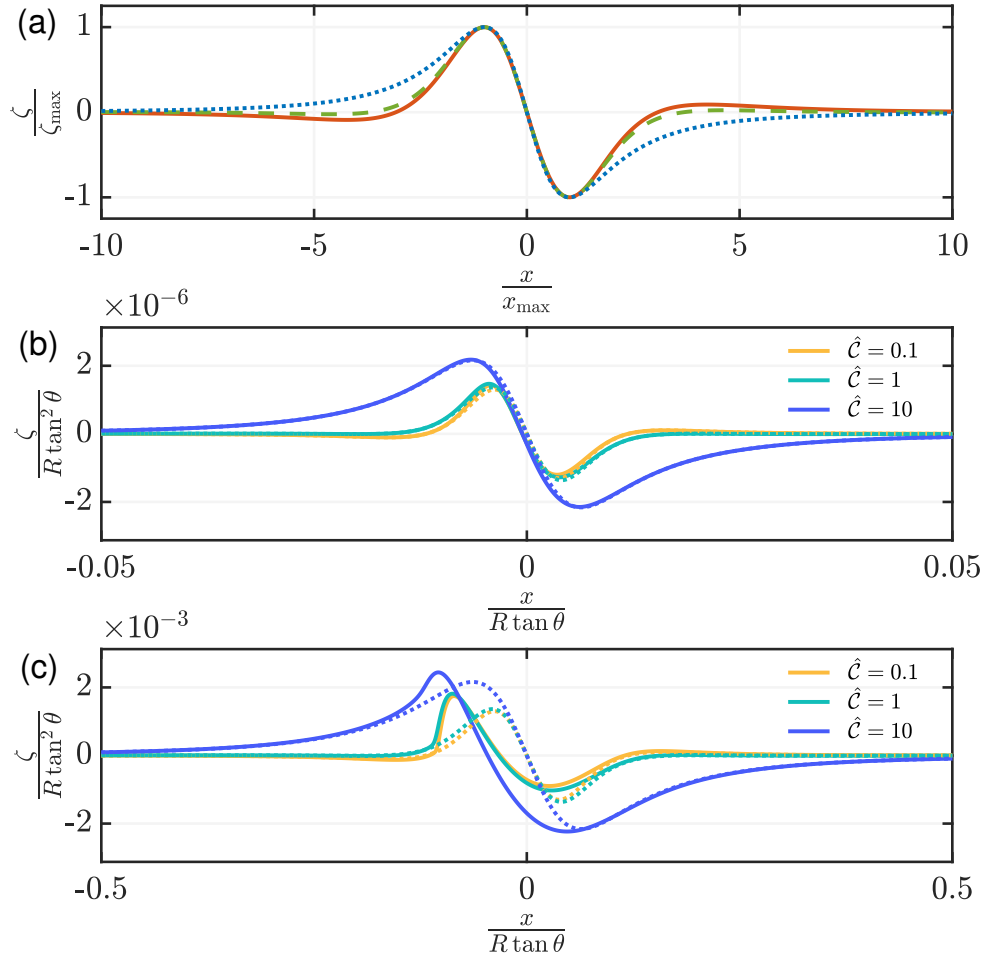 (a)
1
0
-1
ζ
ζmax
-10 -5 0 5 10
x
xmax
×10⁻⁶
(b)
2
0
-2
ζ
R tan² θ
Ĉ = 0.1
Ĉ = 1
Ĉ = 10
-0.05 0 0.05
x
R tan θ
×10⁻³
(c)
2
0
-2
ζ
R tan² θ
Ĉ = 0.1
Ĉ = 1
Ĉ = 10
-0.5 0 0.5
x
R tan θ